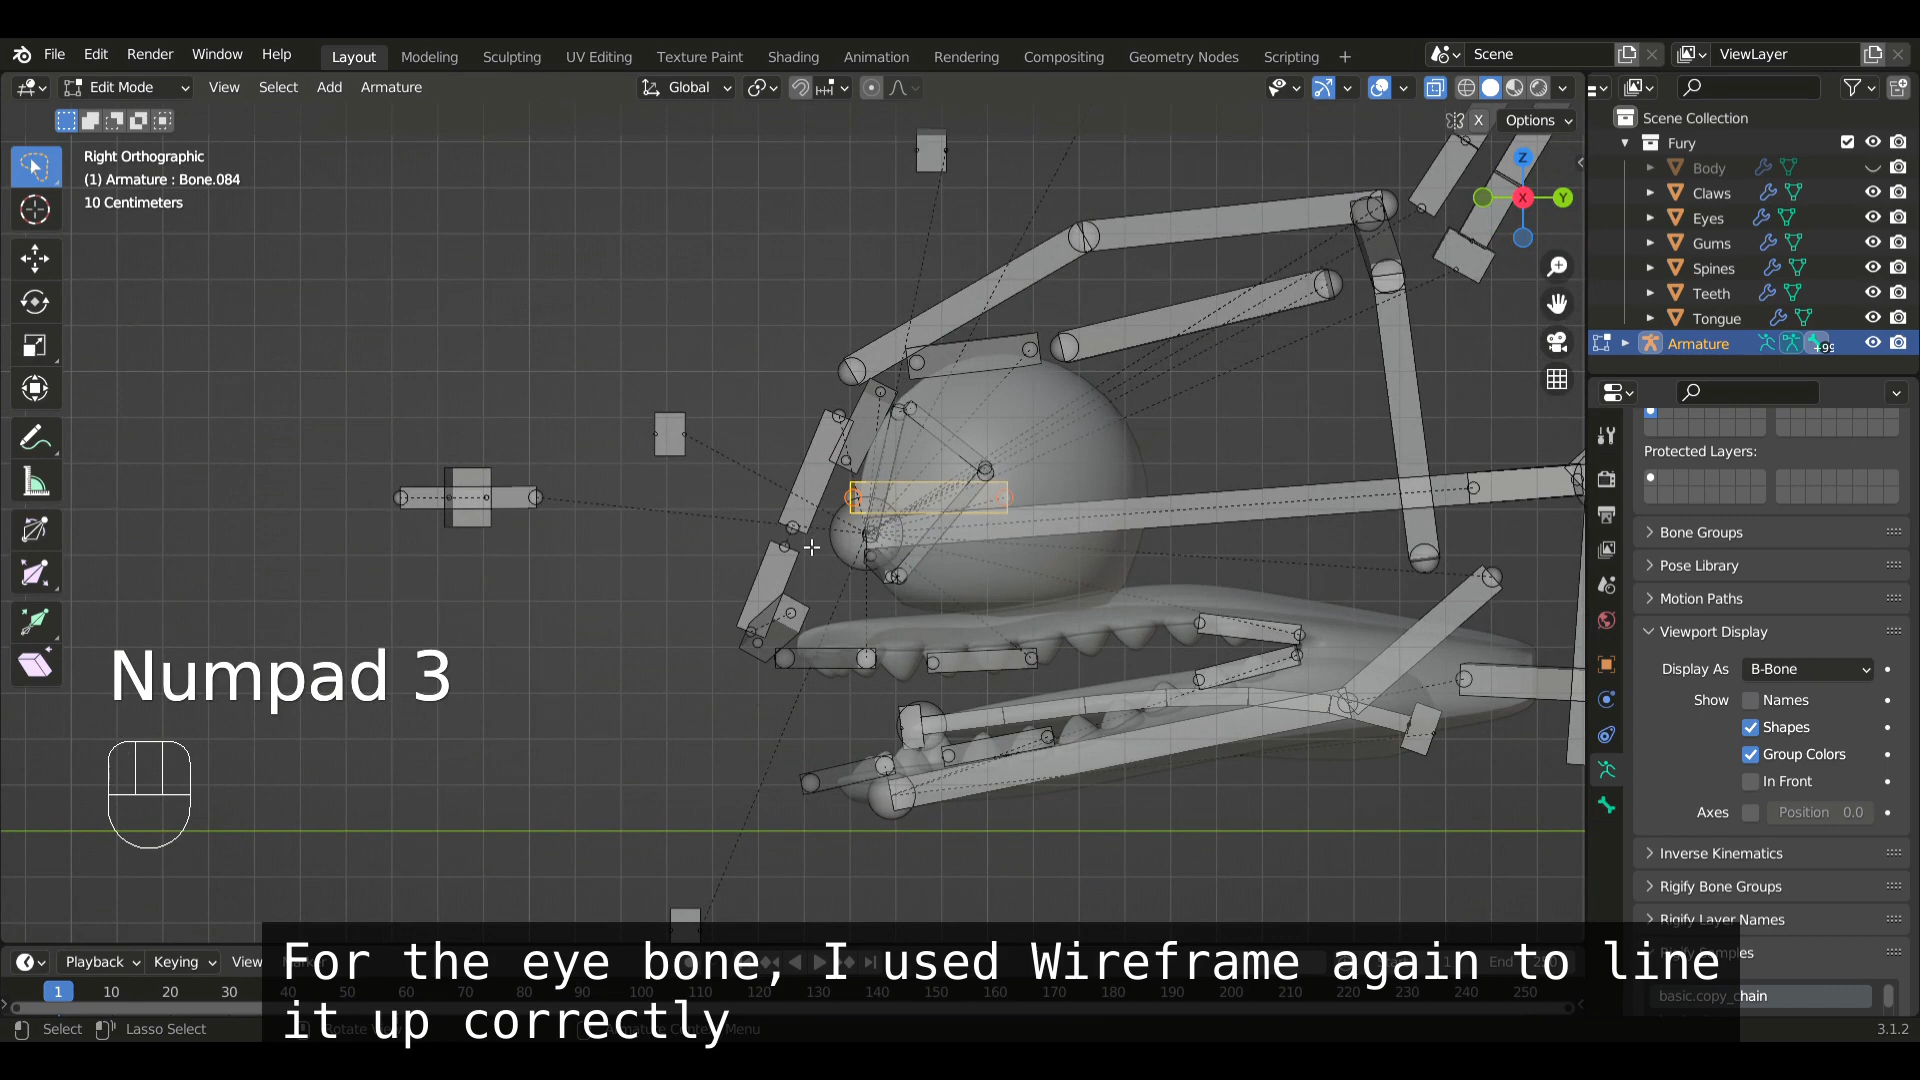 File Edit Render Window Help Layout Modeling Sculpting UV Editing Texture Paint Shading Animation Rendering Compositing Geometry Nodes Scripting + Scene ViewLayer
Edit Mode View Select Add Armature Global
X Options
Right Orthographic
(1) Armature : Bone.084
10 Centimeters
Z
X
Y
Scene Collection
Fury
Body
Claws
Eyes
Gums
Spines
Teeth
Tongue
Armature +99
Protected Layers:
Bone Groups
Pose Library
Motion Paths
Viewport Display
Display As B-Bone
Show Names
Shapes
Group Colors
In Front
Axes Position 0.0
Inverse Kinematics
Rigify Bone Groups
Rigify Layer Names
Rigify Samples
basic.copy_chain
Numpad 3
For the eye bone, I used Wireframe again to line
it up correctly
Playback Keying View
1 10 20 30 40 50 60 70 80 90 100 110 120 130 140 150 160 170 180 190 200 210 220 230 240 250
Select Lasso Select 3.1.2